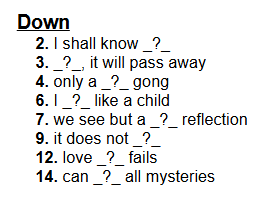 Down
2. I shall know _?_
3. _?_, it will pass away
4. only a _?_ gong
6. I _?_ like a child
7. we see but a _?_ reflection
9. it does not _?_
12. love _?_ fails
14. can _?_ all mysteries